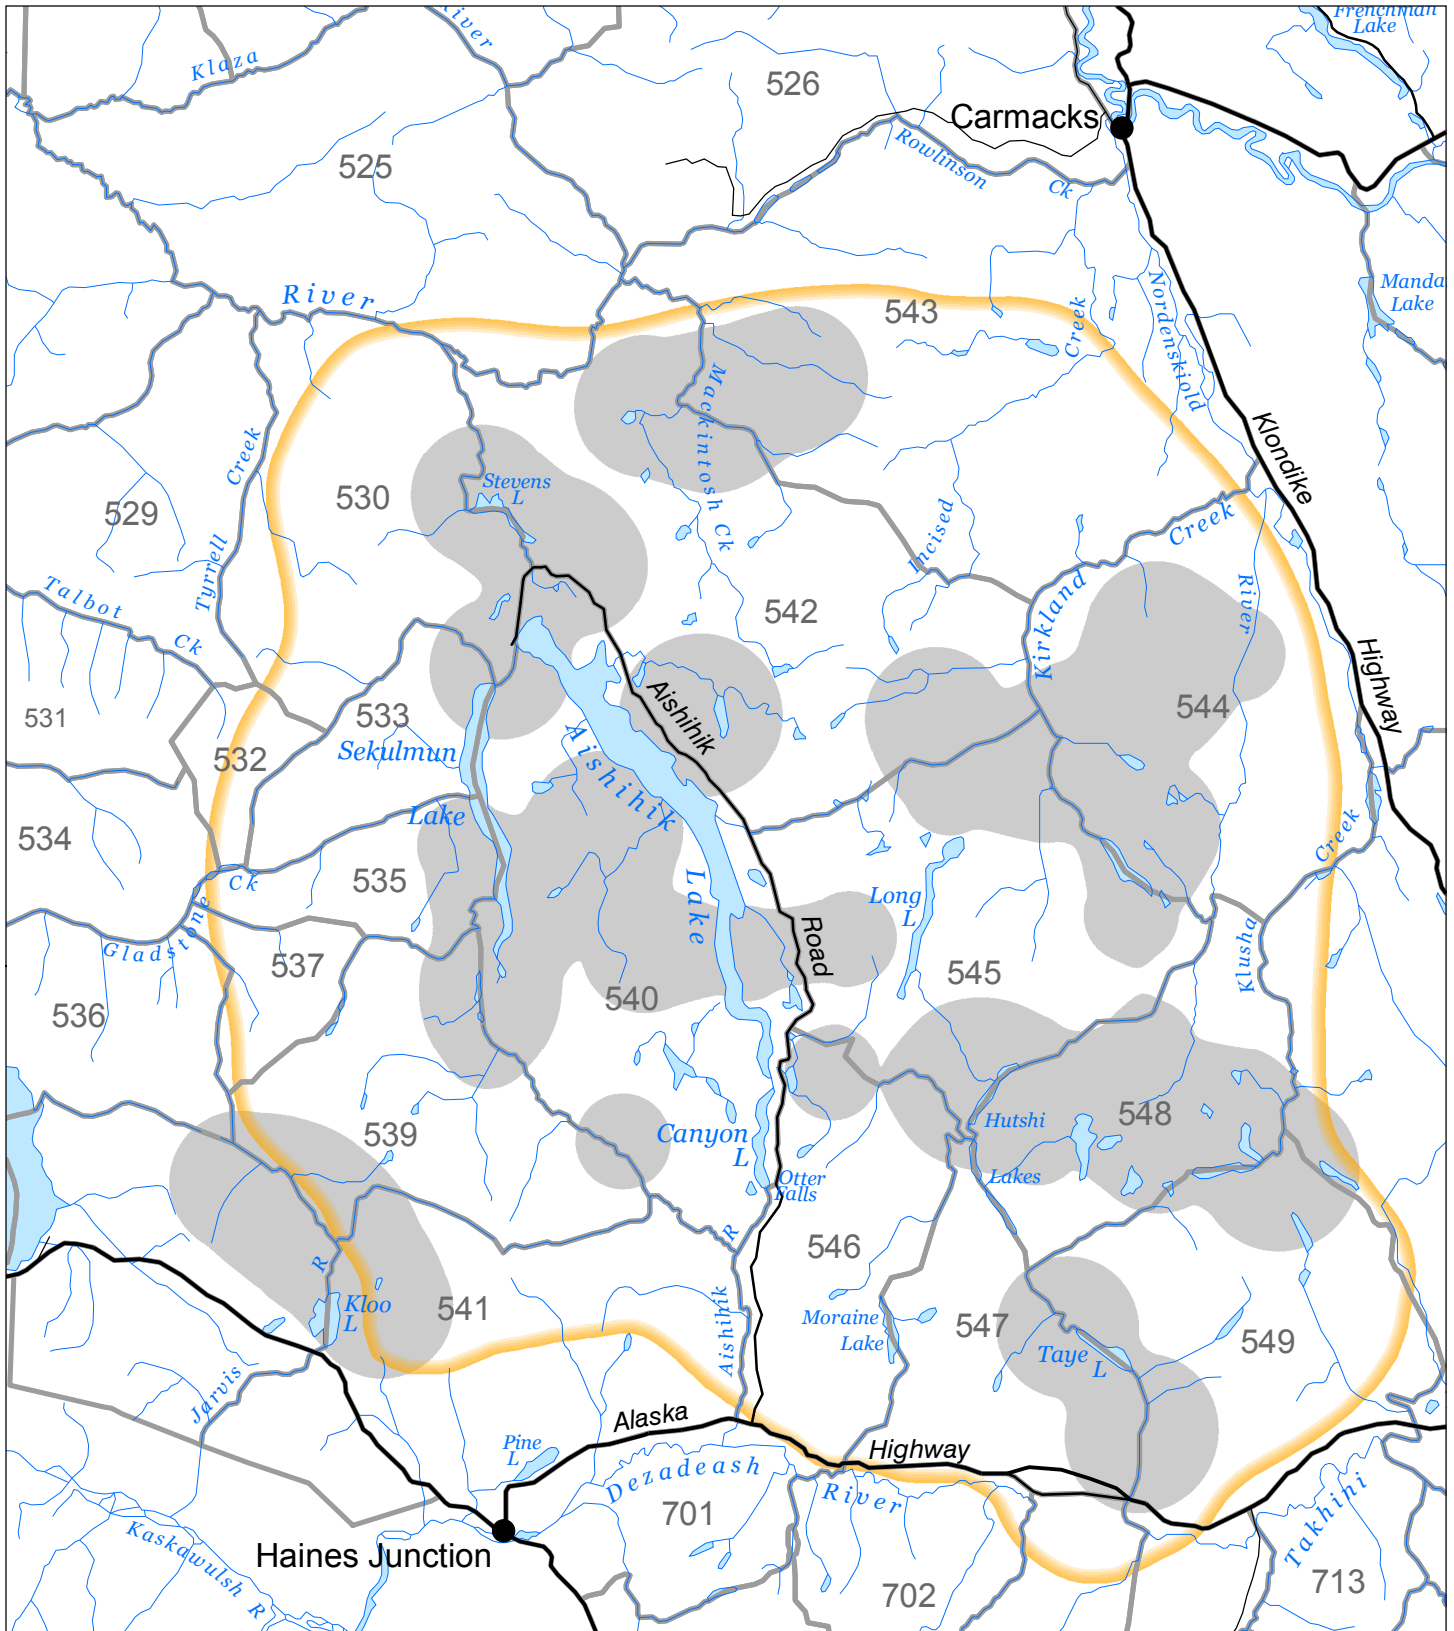 Frenchman
Lake
River
Klaza
526
Carmacks
Rowlinson
Ck
525
Manda
Lake
River
543
Creek
Nordenskiold
Mackintosh Ck
Klondike
Highway
Creek
Tyrrell
529
530
Stevens
L
Incised
Creek
Kirkland
River
Talbot
Ck
542
531
533
532
Sekulmun
Lake
Aishihik
Lake
Aishihik
Road
544
534
535
Ck
Gladstone
Long
L
Creek
Klusha
537
536
540
545
539
Canyon
L
Otter
Falls
Hutshi
Lakes
548
R
Aishihik
546
R
Kloo
L
541
Moraine
Lake
547
Taye
L
549
Jarvis
Alaska
Highway
Pine
L
Dezadeash
River
701
Takhini
Kaskawulsh R
Haines Junction
702
713